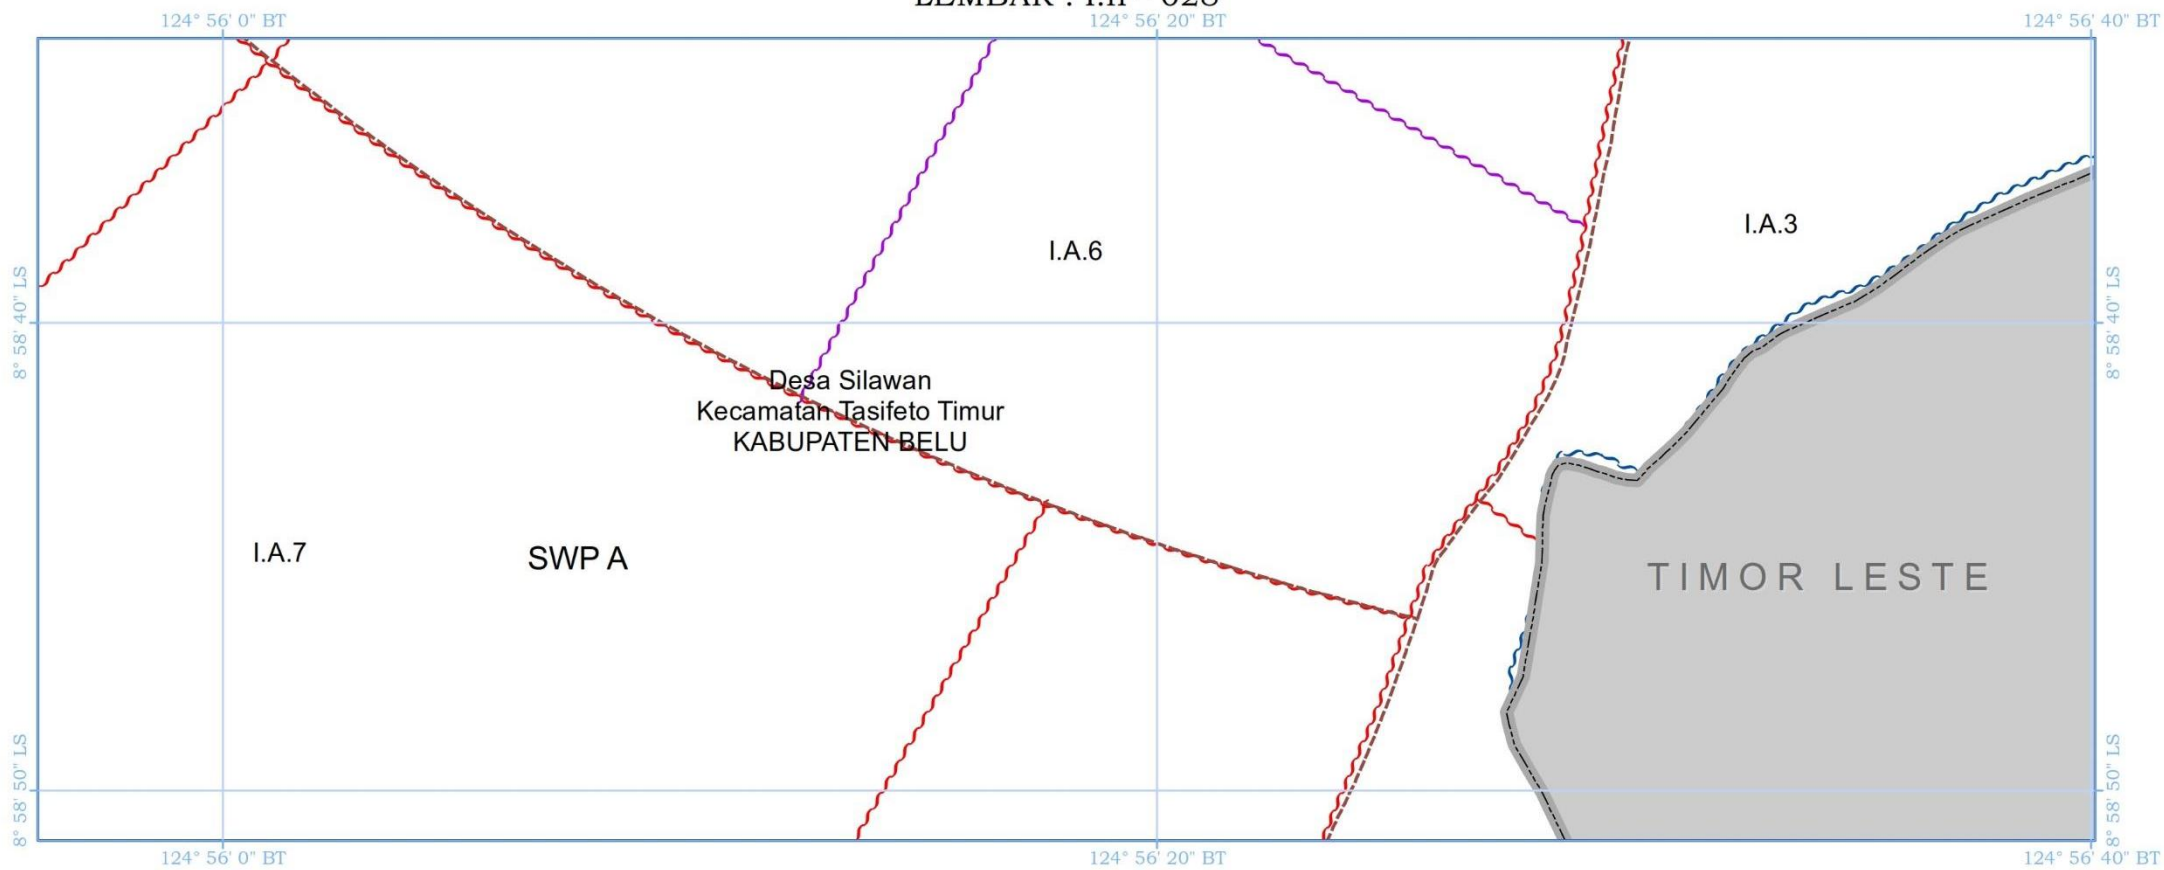 124° 56' 0" BT
124° 56' 20" BT
124° 56' 40" BT
8° 58' 40" LS
8° 58' 40" LS
I.A.3
I.A.6
Desa Silawan
Kecamatan Tasifeto Timur
KABUPATEN BELU
I.A.7
SWP A
TIMOR LESTE
8° 58' 50" LS
8° 58' 50" LS
124° 56' 0" BT
124° 56' 20" BT
124° 56' 40" BT